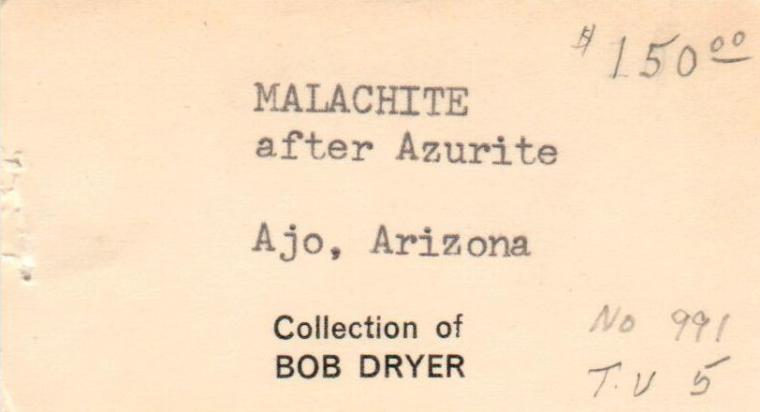 $150.00
MALACHITE
after Azurite
Ajo, Arizona
Collection of
BOB DRYER
No 991
T.V 5